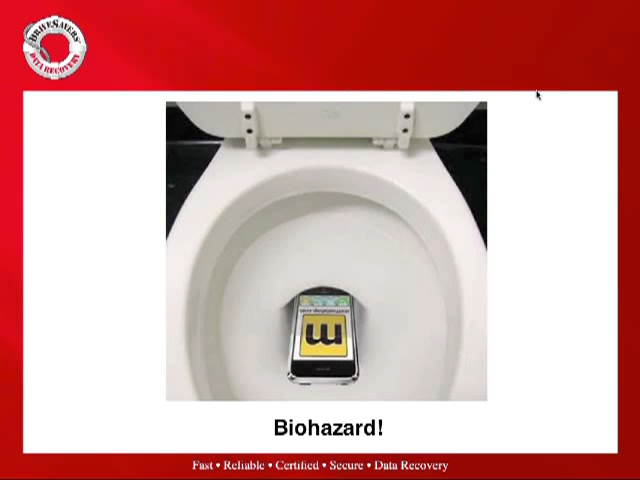 DRIVESAVERS
DATA RECOVERY
m
Biohazard!
Fast • Reliable • Certified • Secure • Data Recovery